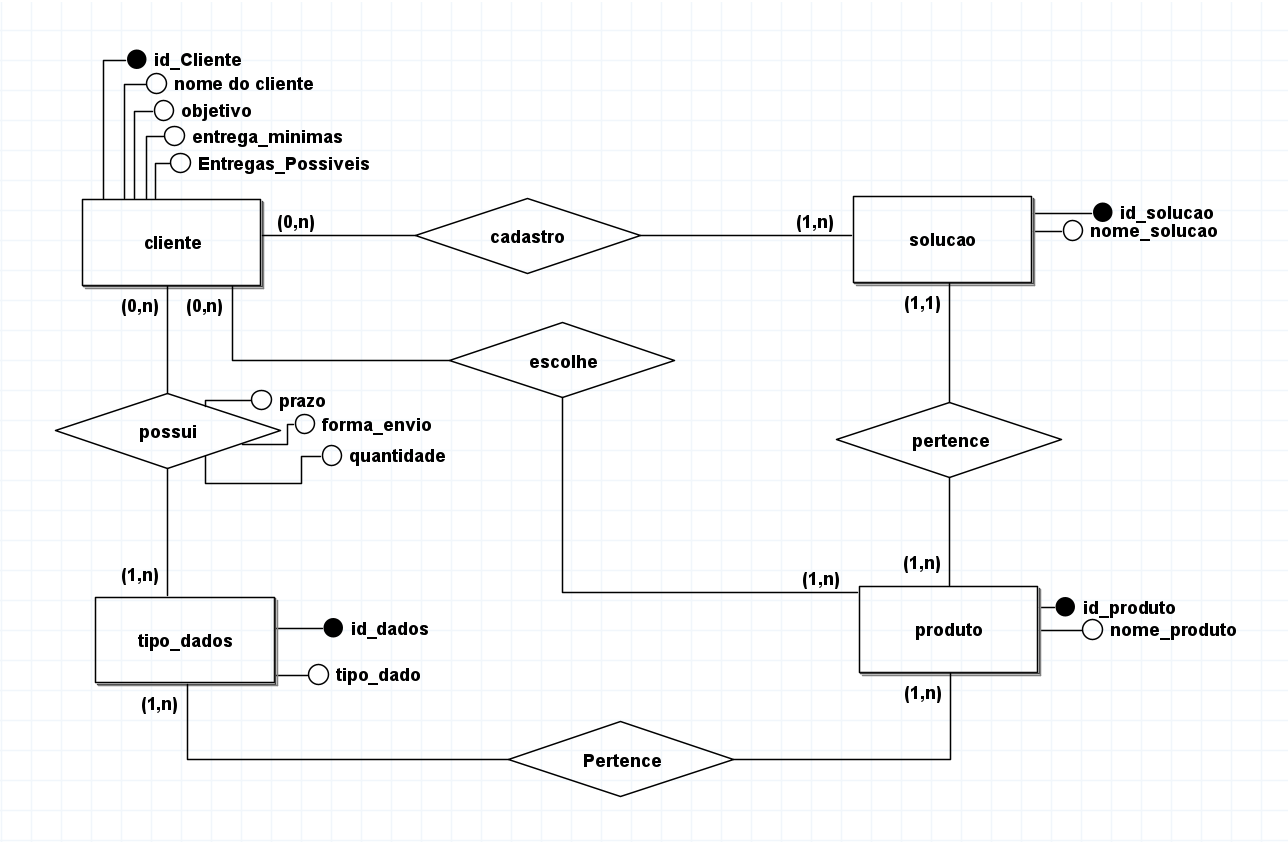 id_Cliente
nome do cliente
objetivo
entrega_minimas
Entregas_Possiveis
cliente
(0,n)
cadastro
(1,n)
solucao
id_solucao
nome_solucao
(0,n)
(0,n)
(1,1)
escolhe
possui
prazo
forma_envio
quantidade
pertence
(1,n)
(1,n)
(1,n)
tipo_dados
id_dados
tipo_dado
produto
id_produto
nome_produto
(1,n)
(1,n)
Pertence